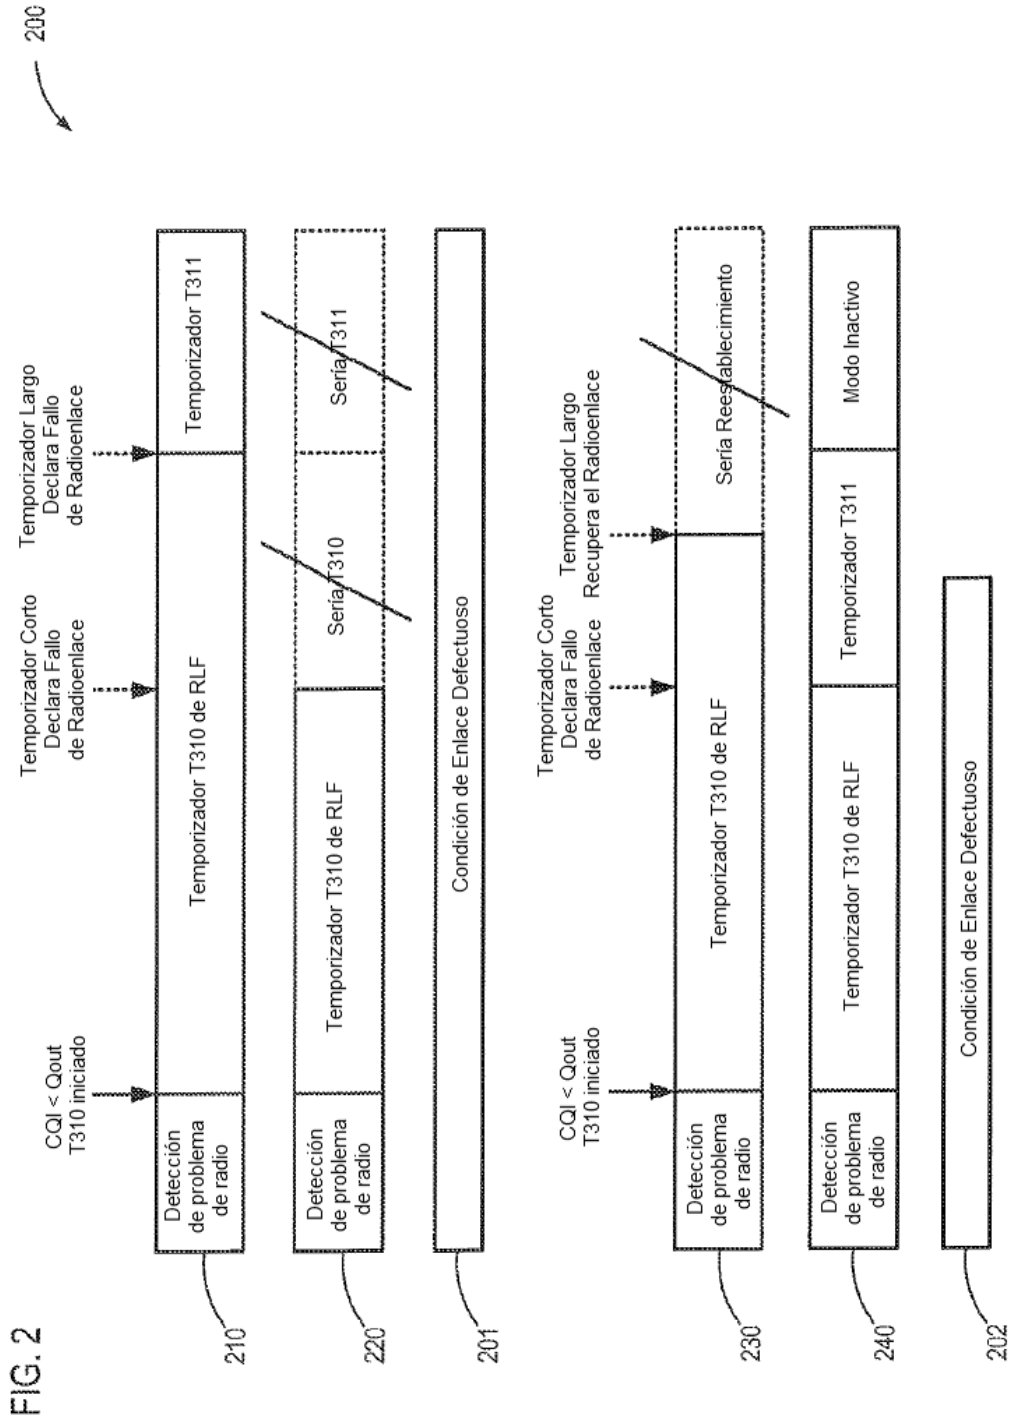 FIG. 2
200
CQI < Qout
T310 iniciado
Temporizador Corto
Declara Fallo
de Radioenlace
Temporizador Largo
Declara Fallo
de Radioenlace
210
Detección
de problema
de radio
Temporizador T310 de RLF
Temporizador T311
220
Detección
de problema
de radio
Temporizador T310 de RLF
Sería T310
Sería T311
201
Condición de Enlace Defectuoso
CQI < Qout
T310 iniciado
Temporizador Corto
Declara Fallo
de Radioenlace
Temporizador Largo
Recupera el Radioenlace
230
Detección
de problema
de radio
Temporizador T310 de RLF
Sería Reestablecimiento
240
Detección
de problema
de radio
Temporizador T310 de RLF
Temporizador T311
Modo Inactivo
202
Condición de Enlace Defectuoso